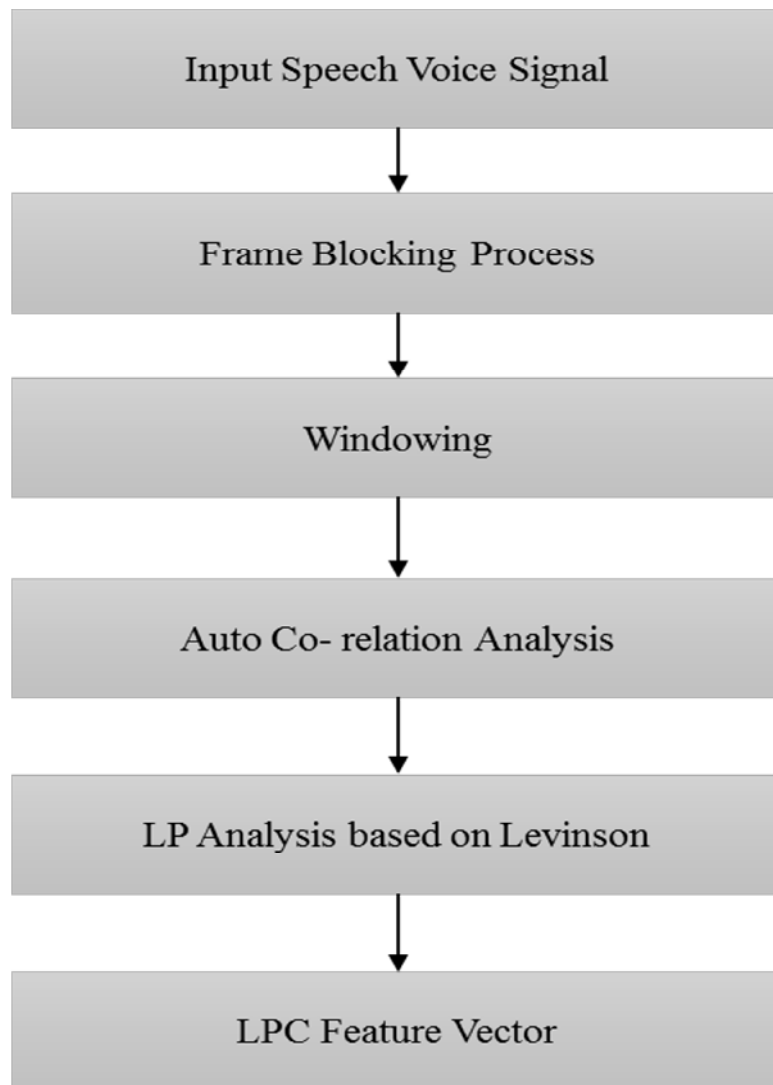 Input Speech Voice Signal
Frame Blocking Process
Windowing
Auto Co- relation Analysis
LP Analysis based on Levinson
LPC Feature Vector